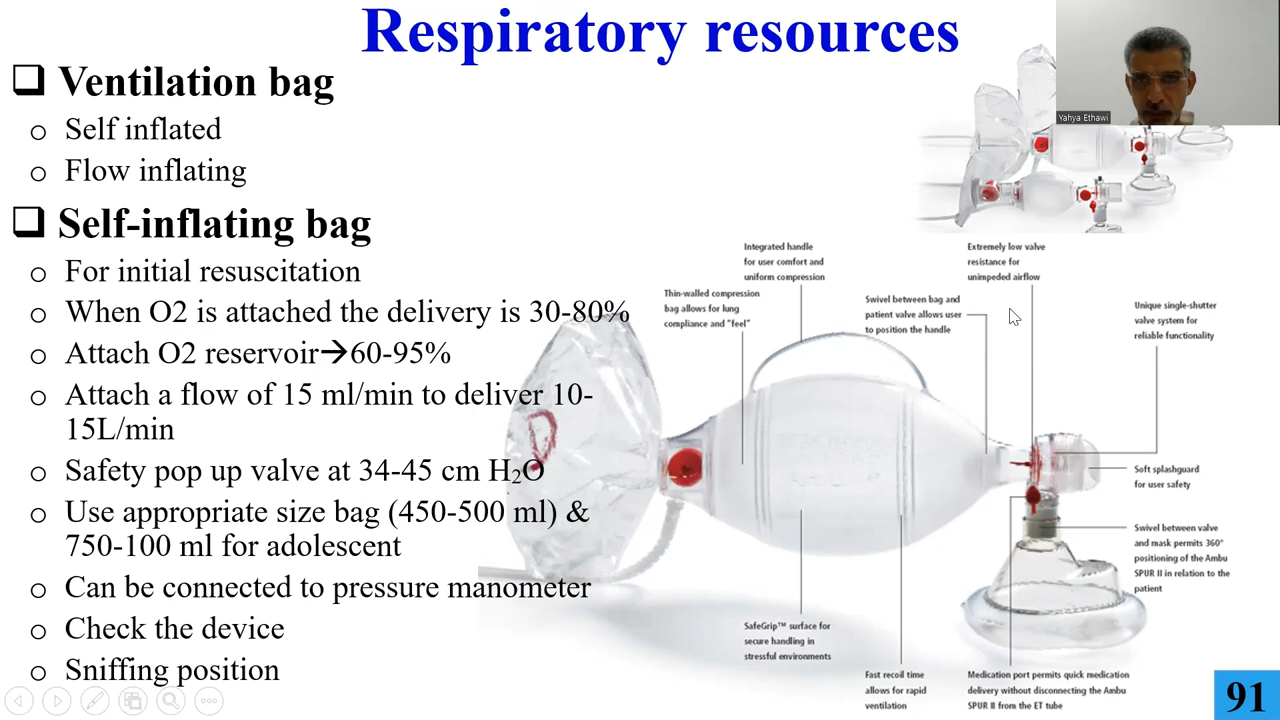 Respiratory resources
Yahya Ethawi
❑ Ventilation bag
o Self inflated
o Flow inflating
❑ Self-inflating bag
o For initial resuscitation
o When O2 is attached the delivery is 30-80%
o Attach O2 reservoir→60-95%
o Attach a flow of 15 ml/min to deliver 10-
15L/min
o Safety pop up valve at 34-45 cm H₂O
o Use appropriate size bag (450-500 ml) &
750-100 ml for adolescent
o Can be connected to pressure manometer
o Check the device
o Sniffing position
Integrated handle
for user comfort and
uniform compression
Extremely low valve
resistance for
unimpeded airflow
Thin-walled compression
bag allows for lung
compliance and "feel"
Swivel between bag and
patient valve allows user
to position the handle
Unique single-shutter
valve system for
reliable functionality
Soft splashguard
for user safety
Swivel between valve
and mask permits 360°
positioning of the Ambu
SPUR II in relation to the
patient
SafeGrip™ surface for
secure handling in
stressful environments
Fast recoil time
allows for rapid
ventilation
Medication port permits quick medication
delivery without disconnecting the Ambu
SPUR II from the ET tube
91